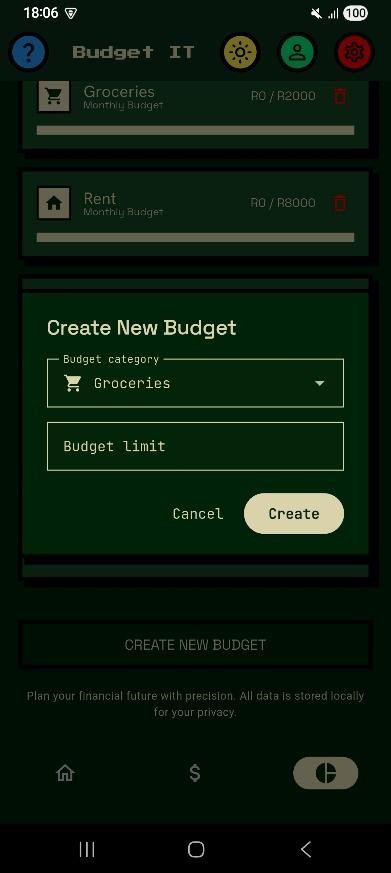 18:06
100
?
Budget IT
Groceries
Monthly Budget
R0 / R2000
Rent
Monthly Budget
R0 / R8000
Create New Budget
Budget category
Groceries
Budget limit
Cancel
Create
CREATE NEW BUDGET
Plan your financial future with precision. All data is stored locally
for your privacy.
$